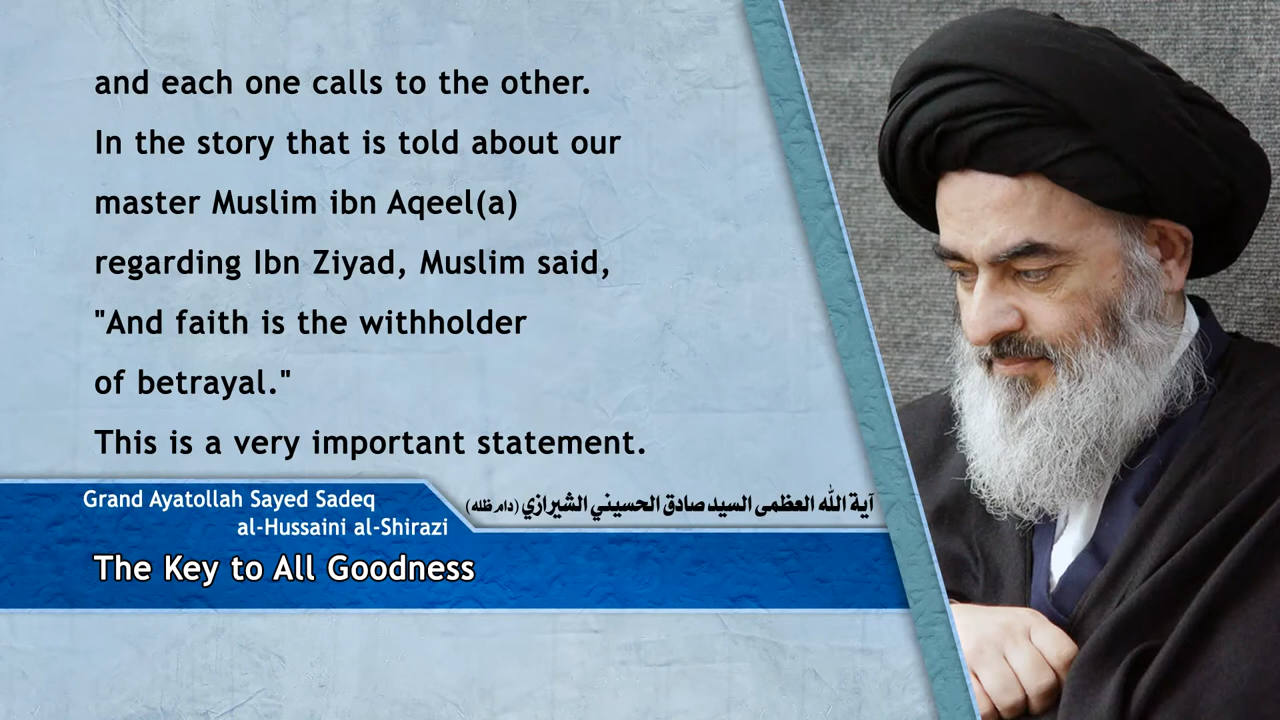 and each one calls to the other.
In the story that is told about our
master Muslim ibn Aqeel(a)
regarding Ibn Ziyad, Muslim said,
"And faith is the withholder
of betrayal."
This is a very important statement.
Grand Ayatollah Sayed Sadeq
al-Hussaini al-Shirazi
آية الله العظمى السيد صادق الحسيني الشيرازي (دام ظله)
The Key to All Goodness